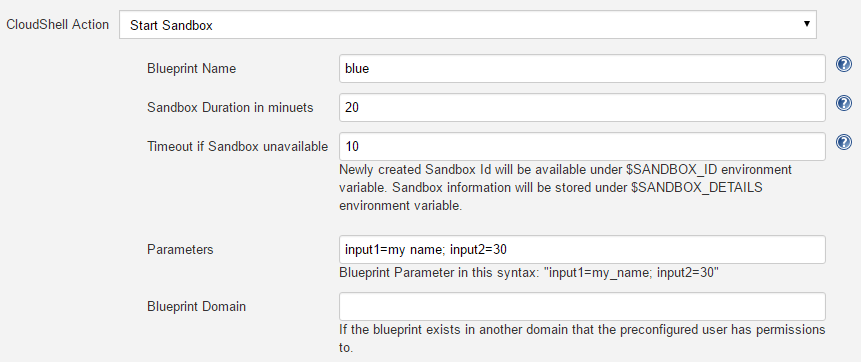 CloudShell Action Start Sandbox
Blueprint Name blue
Sandbox Duration in minuets 20
Timeout if Sandbox unavailable 10
Newly created Sandbox Id will be available under $SANDBOX_ID environment
variable. Sandbox information will be stored under $SANDBOX_DETAILS
environment variable.
Parameters input1=my name; input2=30
Blueprint Parameter in this syntax: "input1=my_name; input2=30"
Blueprint Domain
If the blueprint exists in another domain that the preconfigured user has permissions
to.